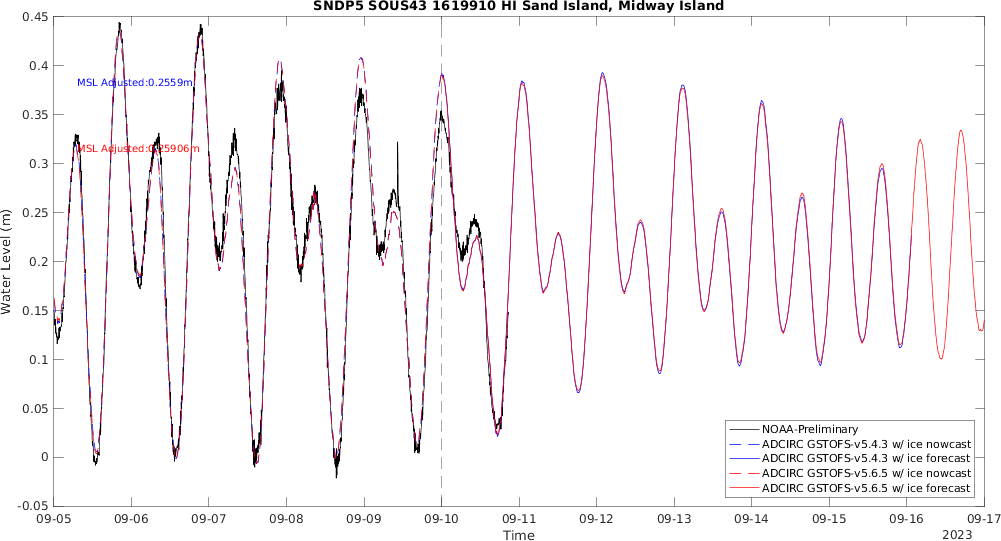 SNDP5 SOUS43 1619910 HI Sand Island, Midway Island
0.45
0.4
0.35
0.3
0.25
0.2
0.15
0.1
0.05
0
-0.05
Water Level (m)
MSL Adjusted:0.2559m
MSL Adjusted:0.25906m
NOAA-Preliminary
ADCIRC GSTOFS-v5.4.3 w/ ice nowcast
ADCIRC GSTOFS-v5.4.3 w/ ice forecast
ADCIRC GSTOFS-v5.6.5 w/ ice nowcast
ADCIRC GSTOFS-v5.6.5 w/ ice forecast
09-05 09-06 09-07 09-08 09-09 09-10 09-11 09-12 09-13 09-14 09-15 09-16 09-17
Time
2023